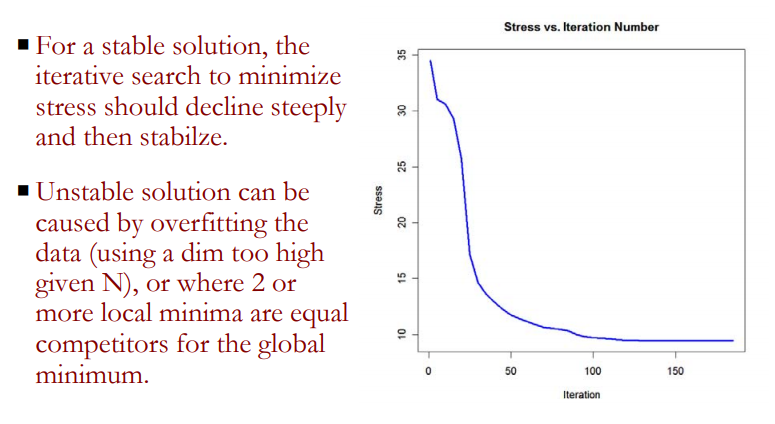 ■ For a stable solution, the
iterative search to minimize
stress should decline steeply
and then stabilze.
■ Unstable solution can be
caused by overfitting the
data (using a dim too high
given N), or where 2 or
more local minima are equal
competitors for the global
minimum.
Stress vs. Iteration Number
Stress
35
30
25
20
15
10
0 50 100 150
Iteration